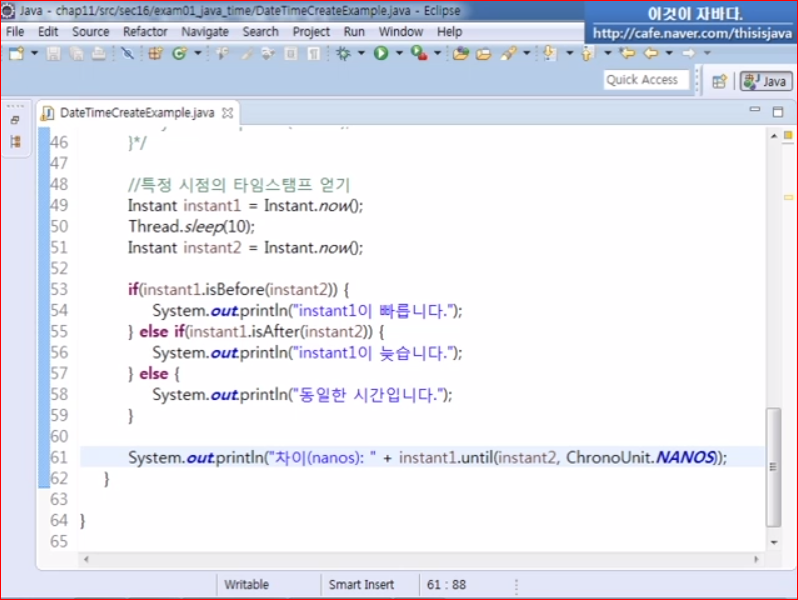 Java - chap11/src/sec16/exam01_java_time/DateTimeCreateExample.java - Eclipse
이것이 자바다.
http://cafe.naver.com/thisisjava
File Edit Source Refactor Navigate Search Project Run Window Help
Quick Access
Java
DateTimeCreateExample.java
46 }*/
47
48 //특정 시점의 타임스탬프 얻기
49 Instant instant1 = Instant.now();
50 Thread.sleep(10);
51 Instant instant2 = Instant.now();
52
53 if(instant1.isBefore(instant2)) {
54 System.out.println("instant1이 빠릅니다.");
55 } else if(instant1.isAfter(instant2)) {
56 System.out.println("instant1이 늦습니다.");
57 } else {
58 System.out.println("동일한 시간입니다.");
59 }
60
61 System.out.println("차이(nanos): " + instant1.until(instant2, ChronoUnit.NANOS));
62 }
63
64 }
65
Writable Smart Insert 61 : 88